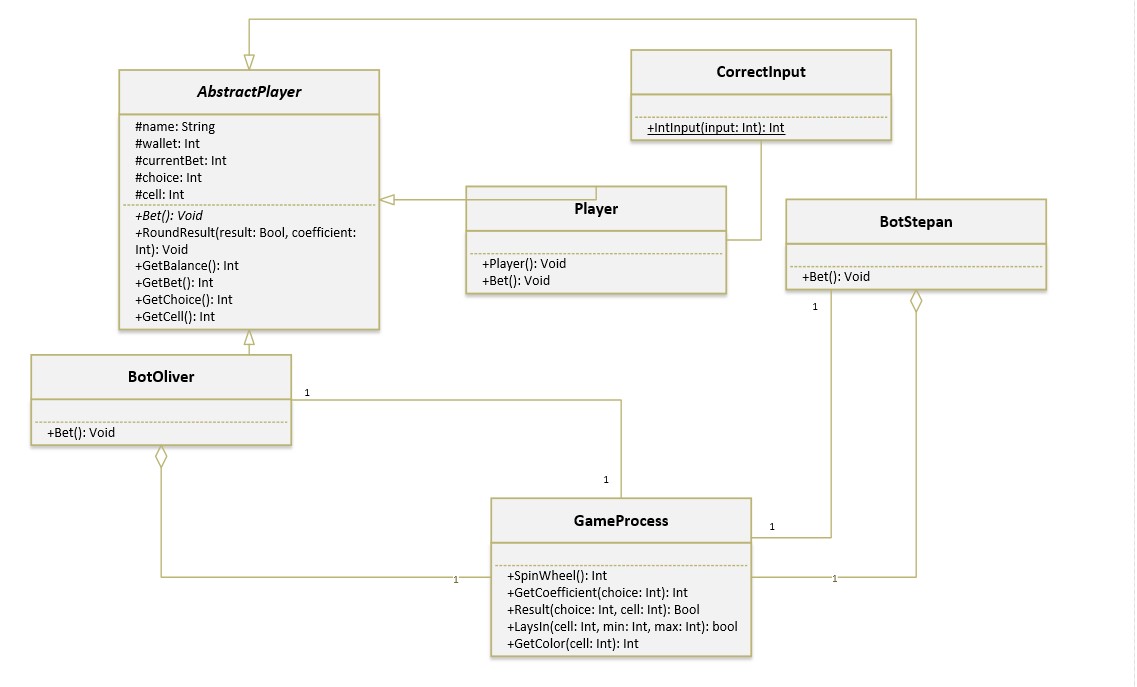 AbstractPlayer
#name: String
#wallet: Int
#currentBet: Int
#choice: Int
#cell: Int
+Bet(): Void
+RoundResult(result: Bool, coefficient:
Int): Void
+GetBalance(): Int
+GetBet(): Int
+GetChoice(): Int
+GetCell(): Int
CorrectInput
+IntInput(input: Int): Int
Player
+Player(): Void
+Bet(): Void
BotStepan
+Bet(): Void
1
BotOliver
+Bet(): Void
1
1
1
GameProcess
+SpinWheel(): Int
+GetCoefficient(choice: Int): Int
+Result(choice: Int, cell: Int): Bool
+LaysIn(cell: Int, min: Int, max: Int): bool
+GetColor(cell: Int): Int
1
1